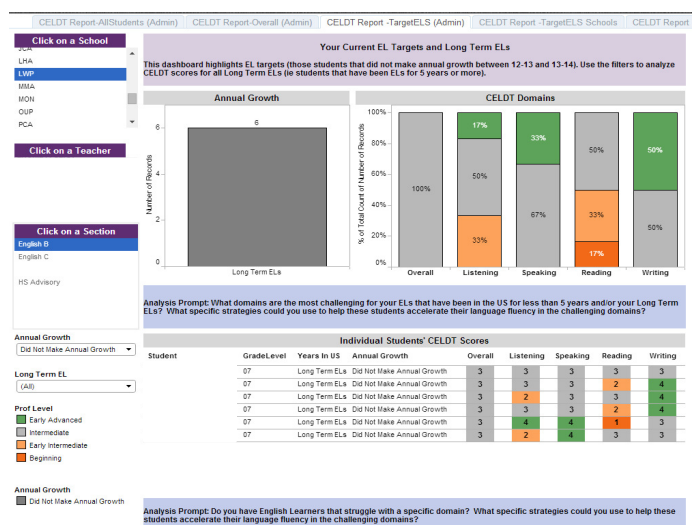 CELDT Report-AllStudents (Admin) CELDT Report-Overall (Admin) CELDT Report -TargetELS (Admin) CELDT Report -TargetELS Schools CELDT Report
Click on a School
JCA
LHA
LWP
MMA
MON
OUP
PCA
Click on a Teacher
Click on a Section
English B
English C
HS Advisory
Annual Growth
Did Not Make Annual Growth
Long Term EL
(All)
Prof Level
Early Advanced
Intermediate
Early Intermediate
Beginning
Annual Growth
Did Not Make Annual Growth
Your Current EL Targets and Long Term ELs
This dashboard highlights EL targets (those students that did not make annual growth between 12-13 and 13-14). Use the filters to analyze
CELDT scores for all Long Term ELs (ie students that have been ELs for 5 years or more).
Annual Growth
Number of Records
6
4
2
0
6
Long Term ELs
CELDT Domains
% of Total Count of Number of Records
100%
80%
60%
40%
20%
0%
100%
17%
50%
33%
33%
67%
50%
33%
17%
50%
50%
Overall Listening Speaking Reading Writing
Analysis Prompt: What domains are the most challenging for your ELs that have been in the US for less than 5 years and/or your Long Term
ELs? What specific strategies could you use to help these students accelerate their language fluency in the challenging domains?
Individual Students' CELDT Scores
Student GradeLevel Years In US Annual Growth Overall Listening Speaking Reading Writing
07 Long Term ELs Did Not Make Annual Growth 3 3 3 3 3
07 Long Term ELs Did Not Make Annual Growth 3 3 3 2 4
07 Long Term ELs Did Not Make Annual Growth 3 2 3 3 4
07 Long Term ELs Did Not Make Annual Growth 3 3 3 2 4
07 Long Term ELs Did Not Make Annual Growth 3 4 4 1 3
07 Long Term ELs Did Not Make Annual Growth 3 2 4 3 3
Analysis Prompt: Do you have English Learners that struggle with a specific domain? What specific strategies could you use to help these
students accelerate their language fluency in the challenging domains?